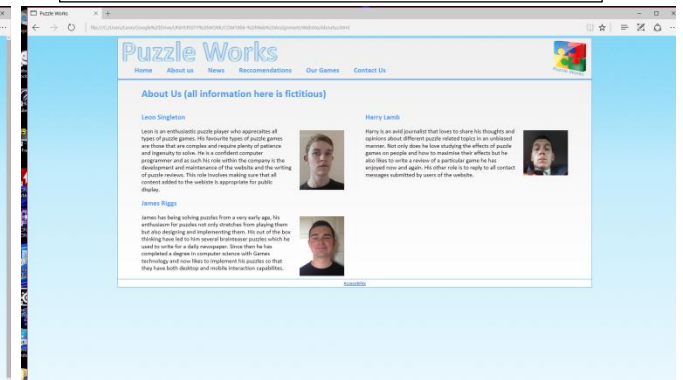 Puzzle Works
Puzzle Works
Home About us News Reccomendations Our Games Contact Us
Puzzle Works
About Us (all information here is fictitious)
Leon Singleton
Leon is an enthusiastic puzzle player who apprecaites all
types of puzzle games. His favourite types of puzzle games
are those that are complex and require plenty of patience
and ingenuity to solve. He is a confident computer
programmer and as such his role within the company is the
development and maintenance of the website and the writing
of puzzle reviews. This role involves making sure that all
content added to the website is appropriate for public
display.
Harry Lamb
Harry is an avid journalist that loves to share his thoughts and
opinions about different puzzle related topics in an unbiased
manner. Not only does he love studying the effects of puzzle
games on people and how to maximise their effects but he
also likes to write a review of a particular game he has
enjoyed now and again. His other role is to reply to all contact
messages submitted by users of the website.
James Riggs
James has being solving puzzles from a very early age, his
enthusiasm for puzzles not only stretches from playing them
but also designing and implementing them. His out of the box
thinking have led to him several brainteaser puzzles which he
used to write for a daily newspaper. Since then he has
completed a degree in computer science with Games
technology and now likes to implement his puzzles so that
they have both desktop and mobile interaction capabilites.
Accessibility